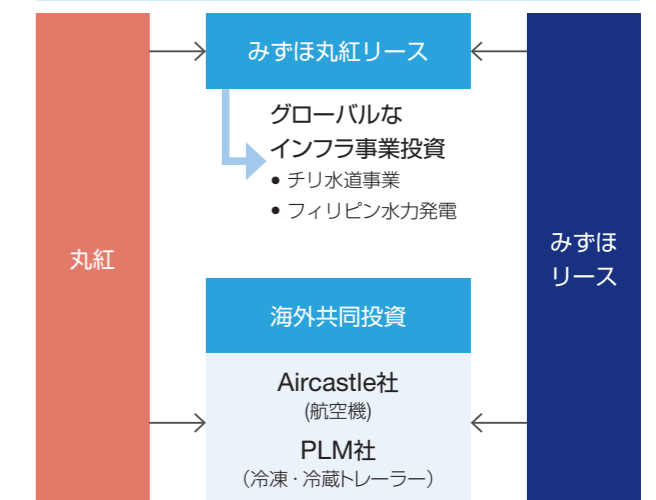 丸紅
みずほ丸紅リース
グローバルな
インフラ事業投資
• チリ水道事業
• フィリピン水力発電
海外共同投資
Aircastle社
(航空機)
PLM社
（冷凍・冷蔵トレーラー）
みずほ
リース